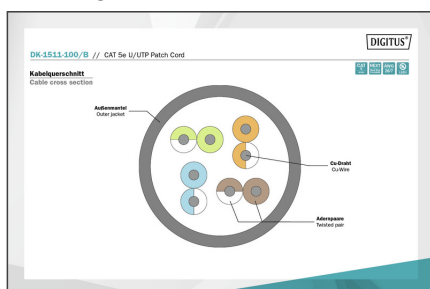 DIGITUS®
DK-1511-100/B // CAT 5e U/UTP Patch Cord
Kabelquerschnitt
Cable cross section
Außenmantel
Outer jacket
Cu-Draht
Cu-Wire
Adernpaare
Twisted pair